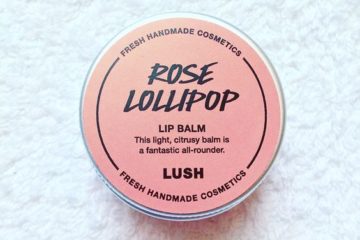 FRESH HANDMADE COSMETICS
ROSE
LOLLIPOP
LIP BALM
This light, citrusy balm is
a fantastic all-rounder.
LUSH
FRESH HANDMADE COSMETICS